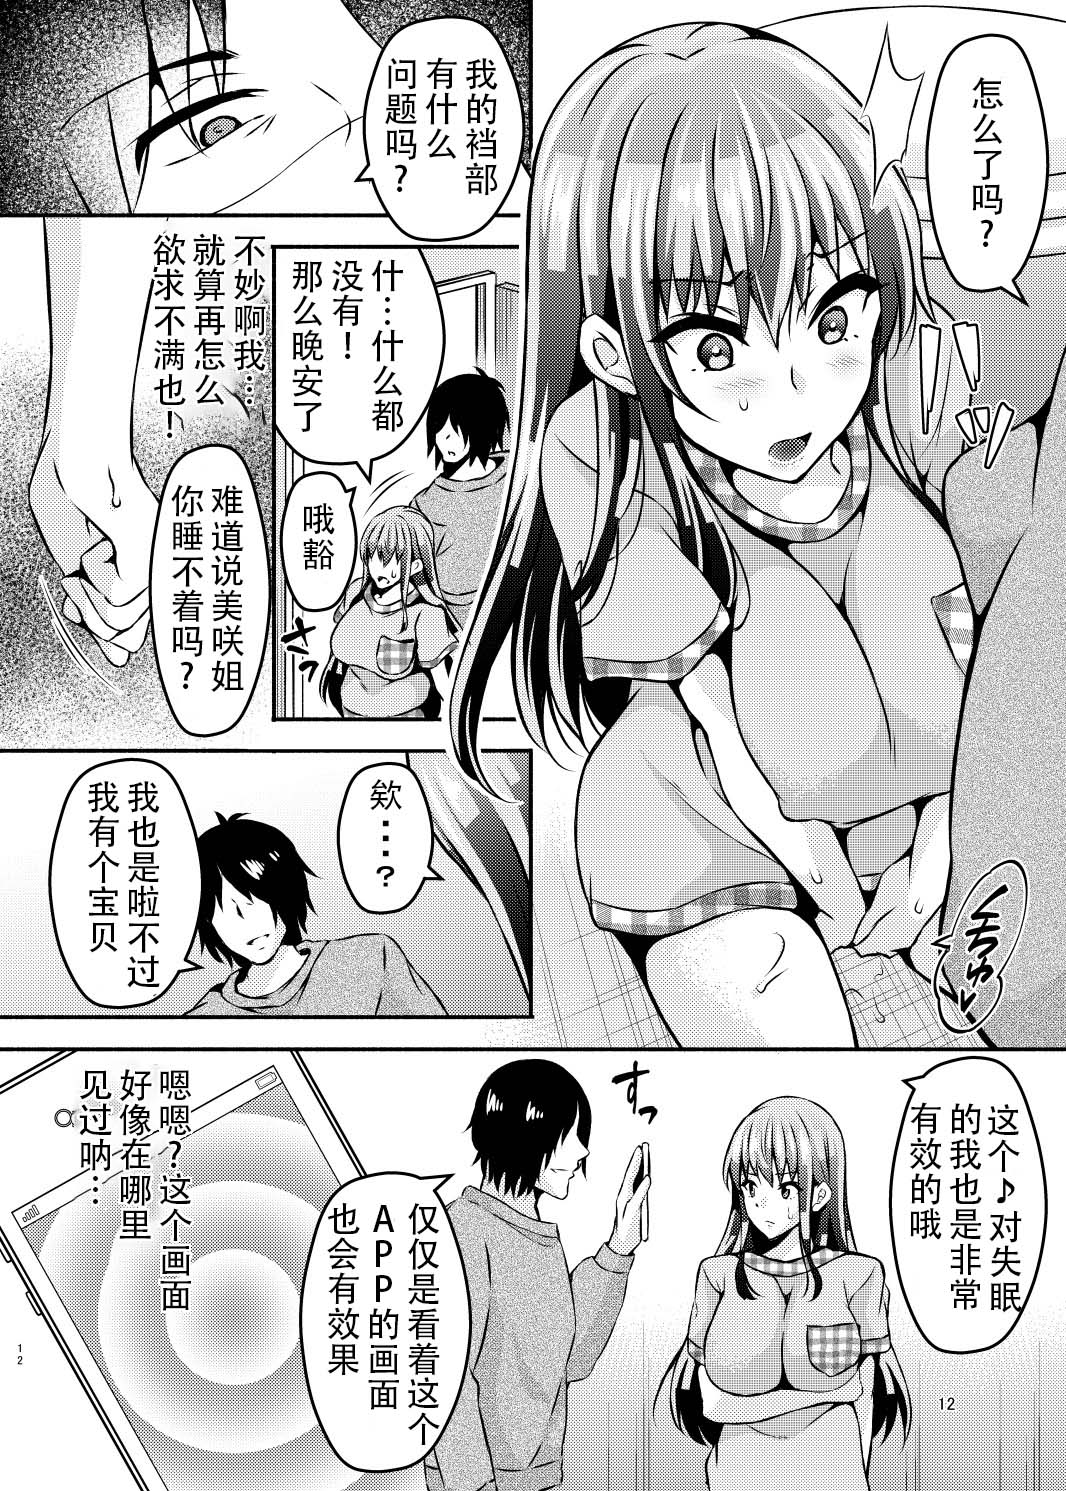 怎么了吗？
くちゅ
我的裆部
有什么
问题吗？
什…什么都
没有！
那么晚安了
哦豁
不妙啊我…
就算再怎么
欲求不满也！
难道说美咲姐
你睡不着吗？
欸…？
我也是啦不过
我有个宝贝
这个♪对失眠
的我也是非常
有效的哦
すっ
仅仅是看着这个
APP的画面
也会有效果
嗯嗯？这个画面
好像在哪里
见过呐…
12
12